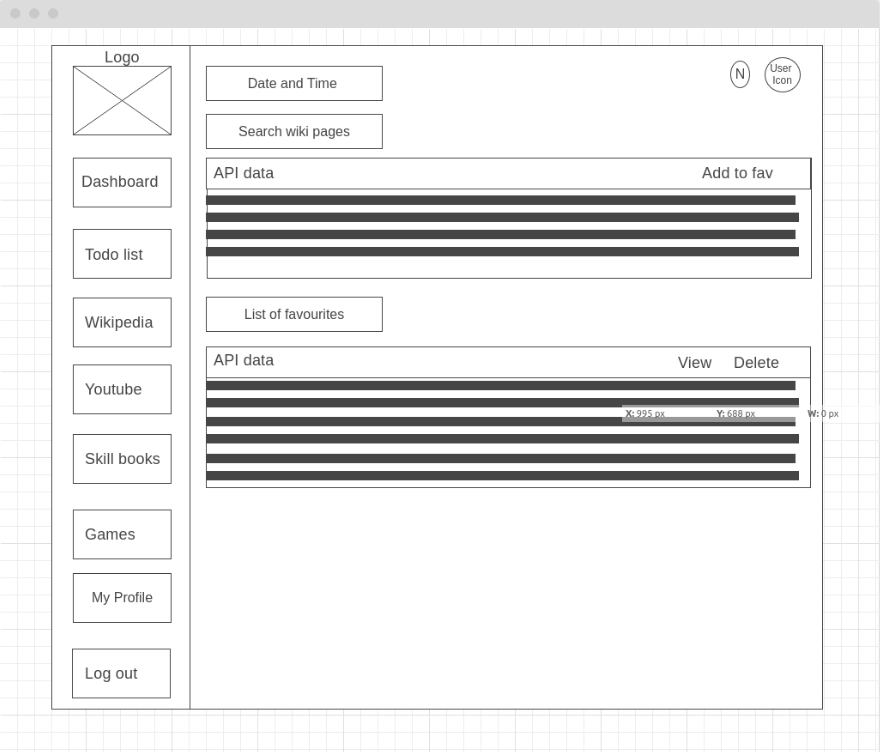 Logo
Dashboard
Todo list
Wikipedia
Youtube
Skill books
Games
My Profile
Log out
Date and Time
N
User
Icon
Search wiki pages
API data
Add to fav
List of favourites
API data
View
Delete
X: 995 px
Y: 688 px
W: 0 px